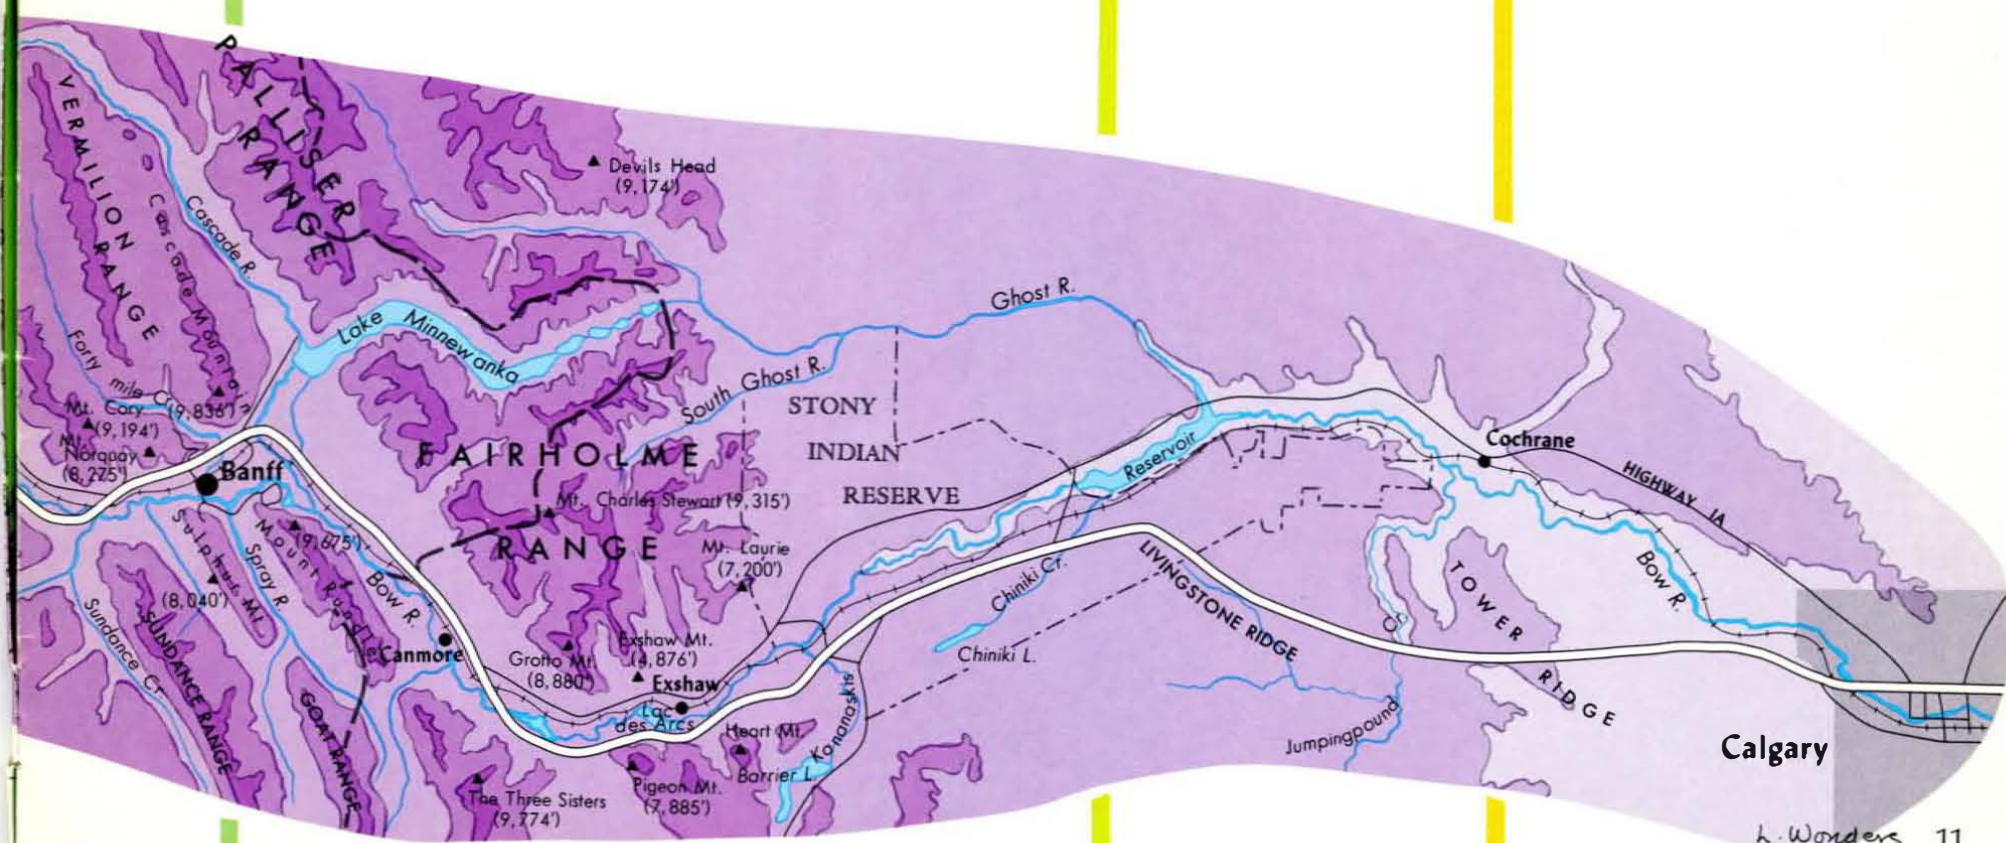 PALLISER
RANGE
VERMILION RANGE
Cascade Mountain
(9,836')
Cascade R.
Devils Head
(9,174')
Lake Minnewanka
Ghost R.
South Ghost R.
Forty mile Cr.
Mt. Cory
(9,194')
Mt.
Norquay
(8,275')
Banff
STONY
INDIAN
RESERVE
FAIRHOLME
RANGE
Mt. Charles Stewart (9,315')
Mt. Laurie
(7,200')
Reservoir
Cochrane
HIGHWAY 1A
Sulphur Mt.
(8,040')
Spray R.
Mount Rundle
(9,675')
Bow R.
Canmore
Sundance Cr.
SUNDANCE RANGE
GOAT RANGE
Grotto Mt.
(8,880')
Exshaw Mt.
(4,876')
Exshaw
Lac
des Arcs
Heart Mt.
Barrier L.
Kananaskis
Pigeon Mt.
(7,885')
The Three Sisters
(9,774')
Chiniki Cr.
Chiniki L.
LIVINGSTONE RIDGE
Jumpingpound
Cr.
TOWER
RIDGE
Bow R.
Calgary
L. Wonders 11